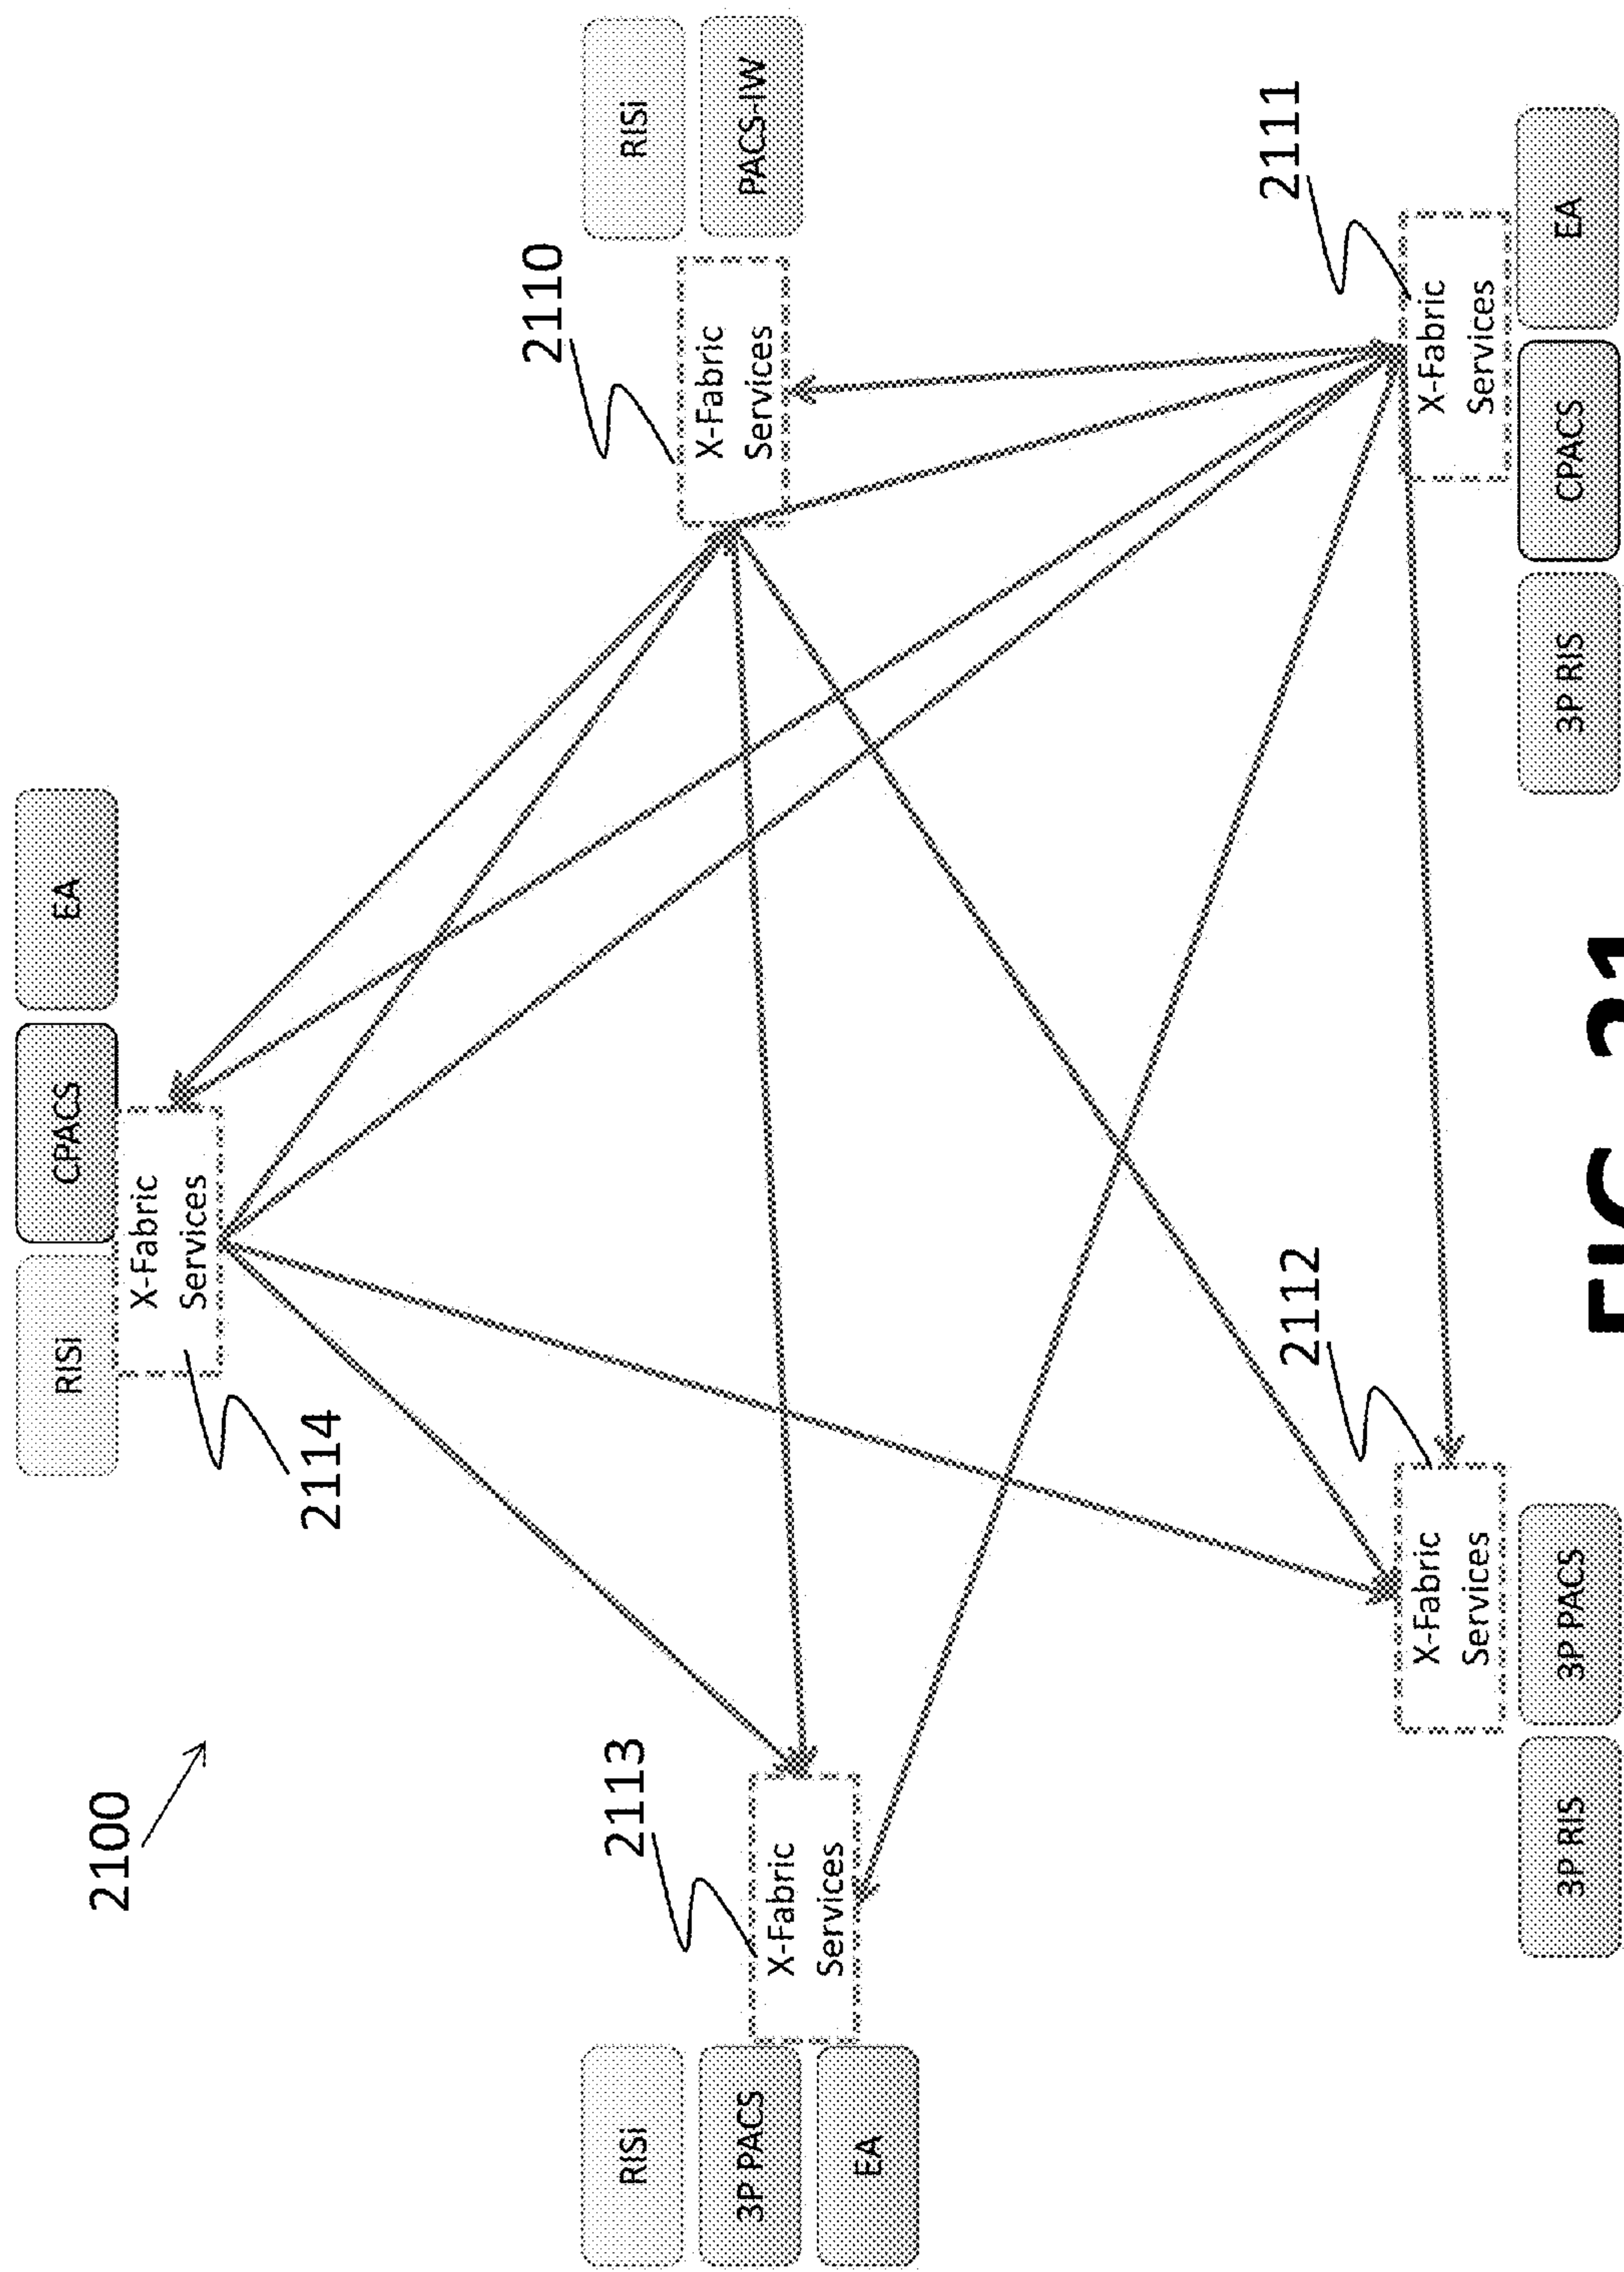 2100
RISi
CPACS
EA
X-Fabric
Services
2114
2113
RISi
3P PACS
EA
X-Fabric
Services
2110
X-Fabric
Services
RISi
PACS-IW
2112
X-Fabric
Services
3P RIS
3P PACS
2111
X-Fabric
Services
3P RIS
CPACS
EA
FIG. 21